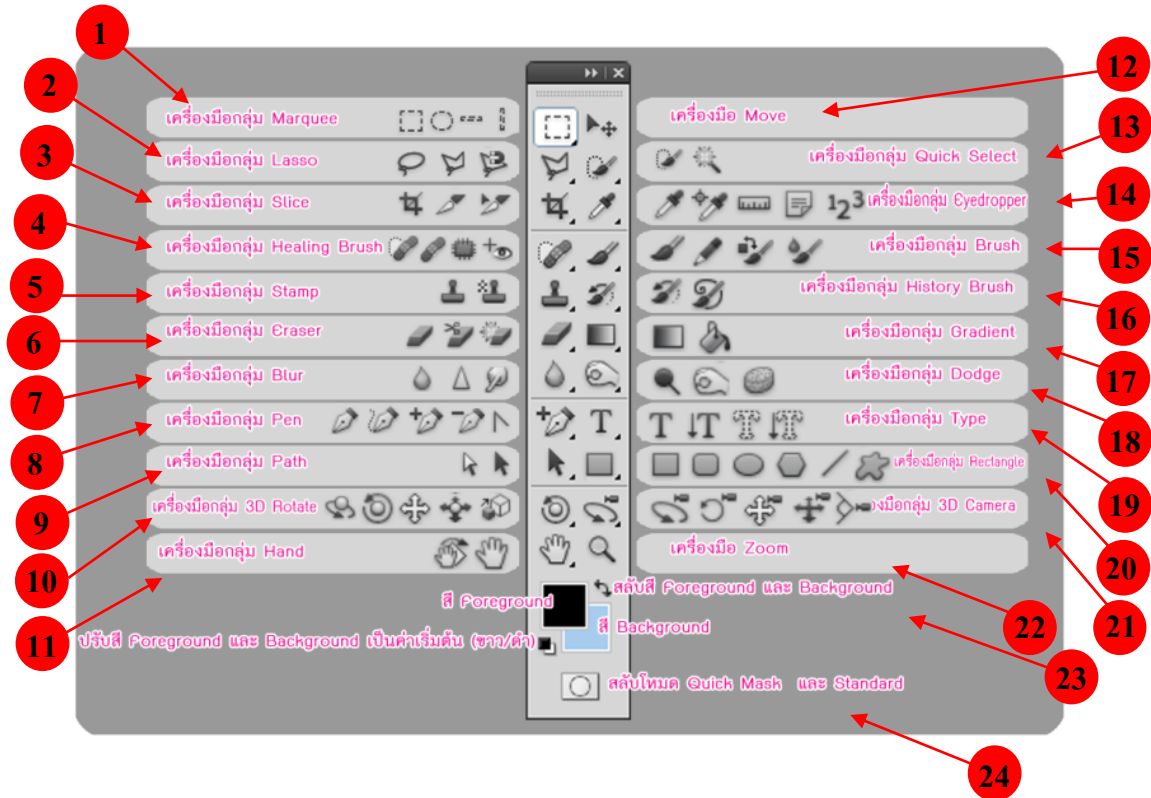 1
เครื่องมือกลุ่ม Marquee
2
เครื่องมือกลุ่ม Lasso
3
เครื่องมือกลุ่ม Slice
4
เครื่องมือกลุ่ม Healing Brush
5
เครื่องมือกลุ่ม Stamp
6
เครื่องมือกลุ่ม Eraser
7
เครื่องมือกลุ่ม Blur
8
เครื่องมือกลุ่ม Pen
9
เครื่องมือกลุ่ม Path
10
เครื่องมือกลุ่ม 3D Rotate
11
เครื่องมือกลุ่ม Hand
12
เครื่องมือ Move
13
เครื่องมือกลุ่ม Quick Select
14
เครื่องมือกลุ่ม Eyedropper
15
เครื่องมือกลุ่ม Brush
16
เครื่องมือกลุ่ม History Brush
17
เครื่องมือกลุ่ม Gradient
18
เครื่องมือกลุ่ม Dodge
19
เครื่องมือกลุ่ม Type
20
เครื่องมือกลุ่ม Rectangle
21
องมือกลุ่ม 3D Camera
22
เครื่องมือ Zoom
23
สลับสี Foreground และ Background
สี Foreground
สี Background
ปรับสี Foreground และ Background เป็นค่าเริ่มต้น (ขาว/ดำ)
สลับโหมด Quick Mask และ Standard
24